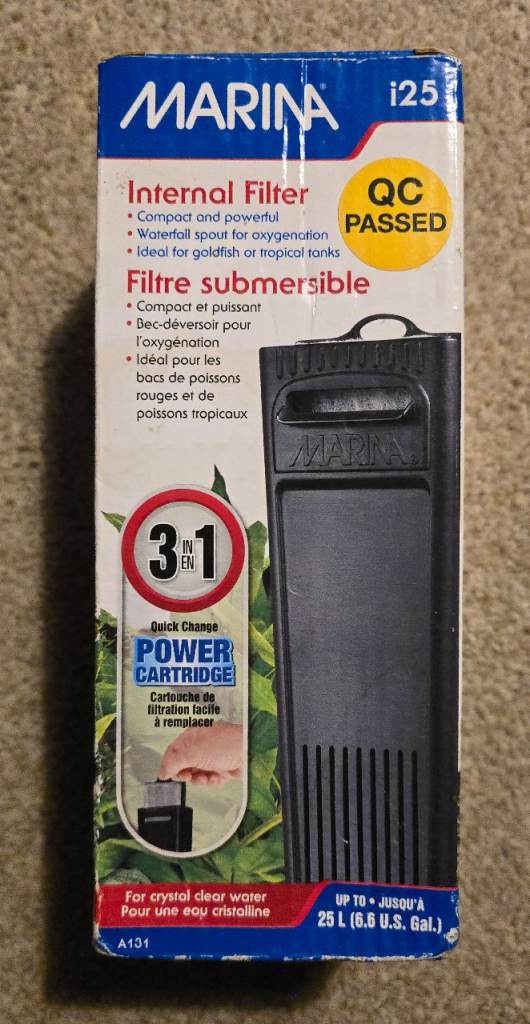 MARINA
i25
Internal Filter
• Compact and powerful
• Waterfall spout for oxygenation
• Ideal for goldfish or tropical tanks
QC
PASSED
Filtre submersible
• Compact et puissant
• Bec-déversoir pour
l'oxygénation
• Idéal pour les
bacs de poissons
rouges et de
poissons tropicaux
MARINA®
3 IN EN 1
Quick Change
POWER
CARTRIDGE
Cartouche de
filtration facile
à remplacer
For crystal clear water
Pour une eau cristalline
UP TO • JUSQU'À
25 L (6.6 U.S. Gal.)
A131